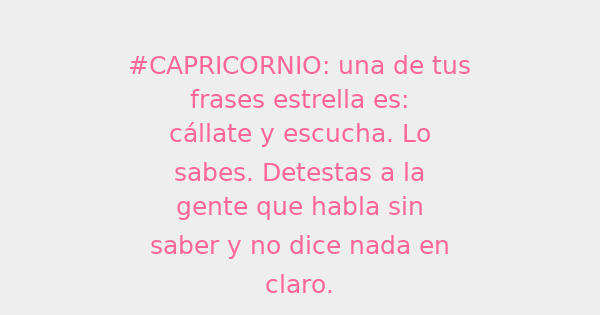 #CAPRICORNIO: una de tus
frases estrella es:
cállate y escucha. Lo
sabes. Detestas a la
gente que habla sin
saber y no dice nada en
claro.